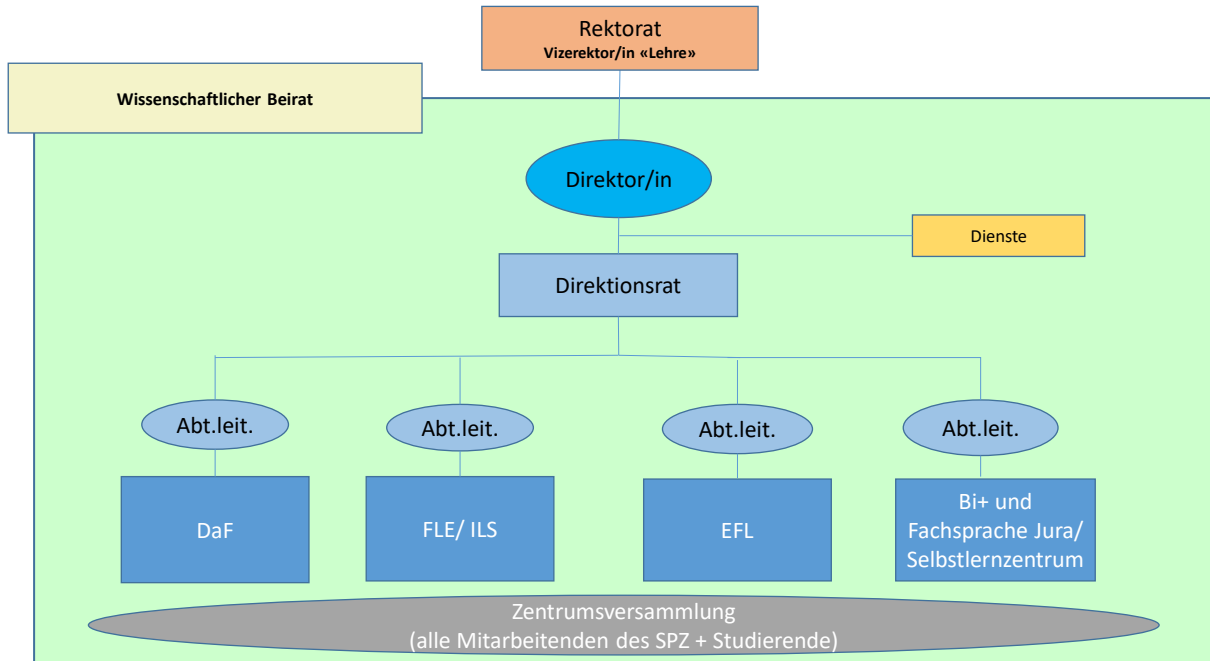 Rektorat
Vizerektor/in «Lehre»
Wissenschaftlicher Beirat
Direktor/in
Dienste
Direktionsrat
Abt.leit.
Abt.leit.
Abt.leit.
Abt.leit.
DaF
FLE/ ILS
EFL
Bi+ und
Fachsprache Jura/
Selbstlernzentrum
Zentrumsversammlung
(alle Mitarbeitenden des SPZ + Studierende)